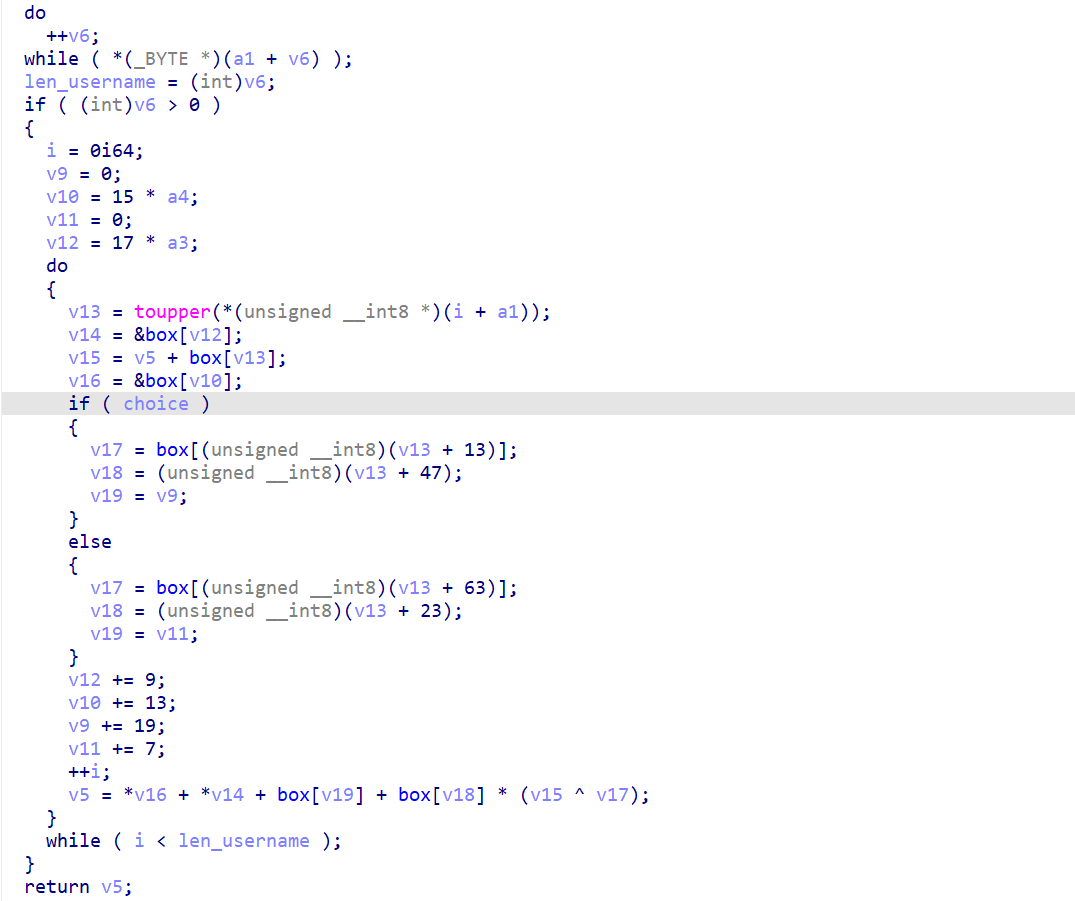 do
++v6;
while ( *(_BYTE *)(a1 + v6) );
len_username = (int)v6;
if ( (int)v6 > 0 )
{
i = 0i64;
v9 = 0;
v10 = 15 * a4;
v11 = 0;
v12 = 17 * a3;
do
{
v13 = toupper(*(unsigned __int8 *)(i + a1));
v14 = &box[v12];
v15 = v5 + box[v13];
v16 = &box[v10];
if ( choice )
{
v17 = box[(unsigned __int8)(v13 + 13)];
v18 = (unsigned __int8)(v13 + 47);
v19 = v9;
}
else
{
v17 = box[(unsigned __int8)(v13 + 63)];
v18 = (unsigned __int8)(v13 + 23);
v19 = v11;
}
v12 += 9;
v10 += 13;
v9 += 19;
v11 += 7;
++i;
v5 = *v16 + *v14 + box[v19] + box[v18] * (v15 ^ v17);
}
while ( i < len_username );
}
return v5;